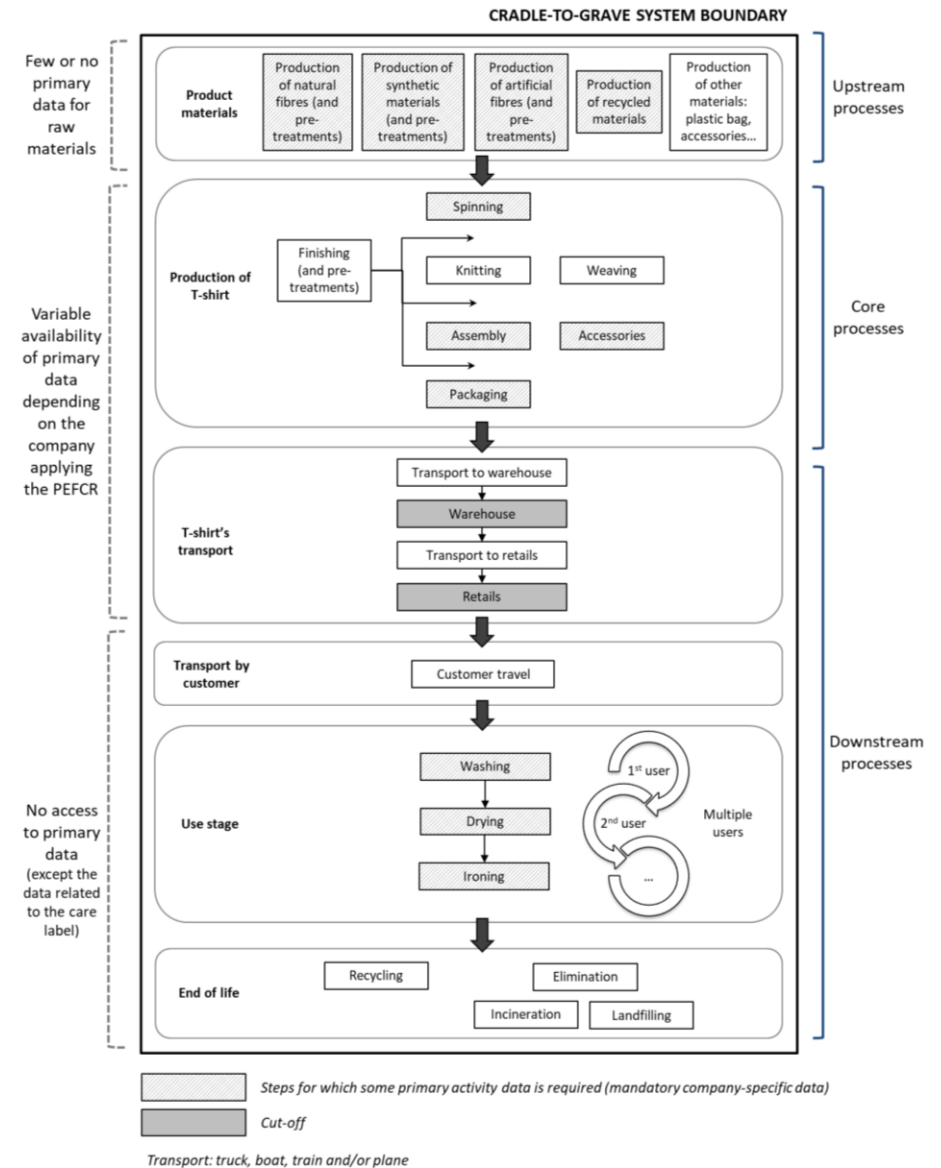 CRADLE-TO-GRAVE SYSTEM BOUNDARY
Few or no
primary
data for
raw
materials
Product
materials
Production
of natural
fibres (and
pre-
treatments)
Production of
synthetic
materials
(and pre-
treatments)
Production
of artificial
fibres (and
pre-
treatments)
Production
of recycled
materials
Production
of other
materials:
plastic bag,
accessories...
Upstream
processes
Variable
availability
of primary
data
depending
on the
company
applying
the PEFCR
Production of
T-shirt
Spinning
Finishing
(and pre-
treatments)
Knitting
Weaving
Assembly
Accessories
Packaging
Core
processes
T-shirt's
transport
Transport to warehouse
Warehouse
Transport to retails
Retails
Transport by
customer
Customer travel
No access
to primary
data
(except the
data related
to the care
label)
Use stage
Washing
Drying
Ironing
1st user
2nd user
...
Multiple
users
Downstream
processes
End of life
Recycling
Elimination
Incineration
Landfilling
Steps for which some primary activity data is required (mandatory company-specific data)
Cut-off
Transport: truck, boat, train and/or plane